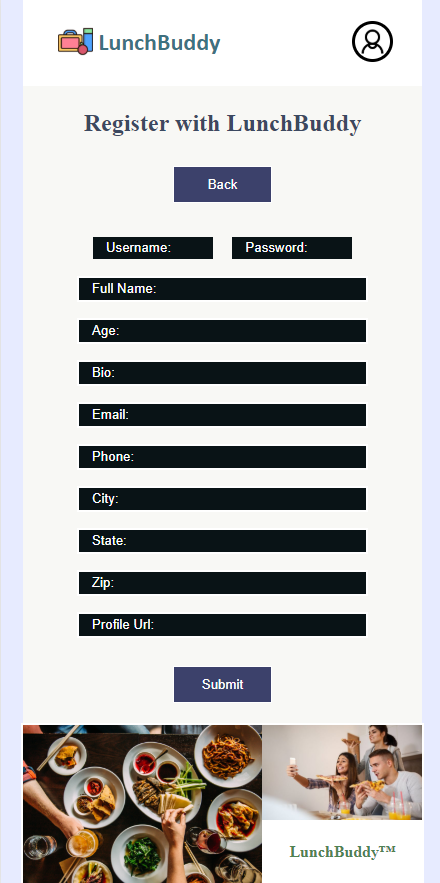 LunchBuddy
Register with LunchBuddy
Back
Username: Password:
Full Name:
Age:
Bio:
Email:
Phone:
City:
State:
Zip:
Profile Url:
Submit
LunchBuddy™